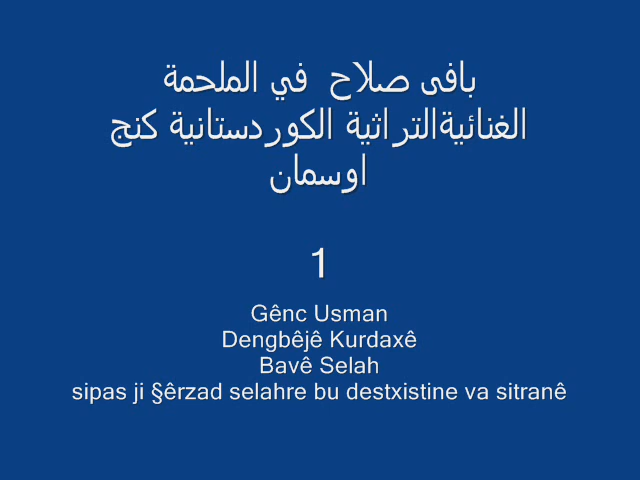 بافى صلاح في الملحمة
الغنائيةالتراثية الكوردستانية كنج
اوسمان
1
Gênc Usman
Dengbêjê Kurdaxê
Bavê Selah
sipas ji §êrzad selahre bu destxistine va sitranê